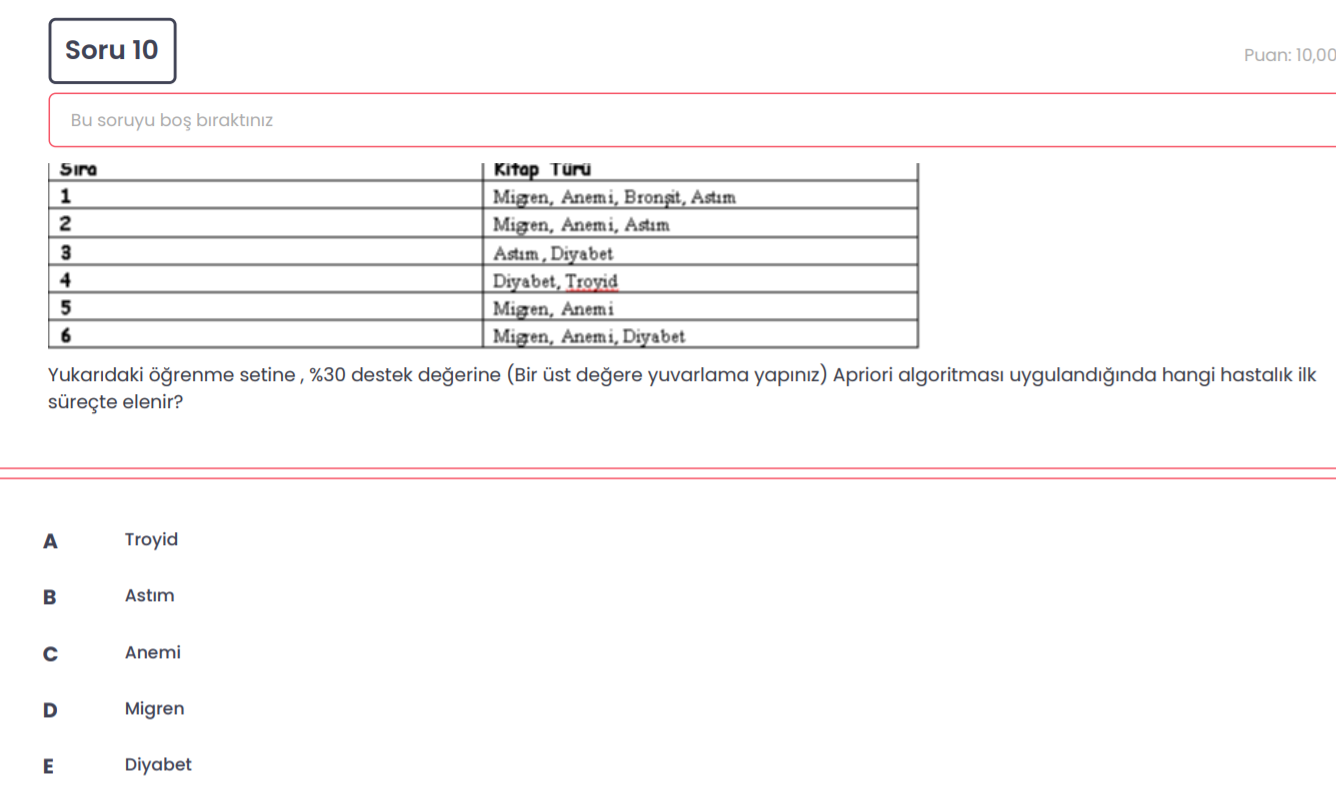 Soru 10
Puan: 10,00
Bu soruyu boş bıraktınız
Sıra Kitap Türü
1 Migren, Anemi, Bronşit, Astım
2 Migren, Anemi, Astım
3 Astım, Diyabet
4 Diyabet, Troyid
5 Migren, Anemi
6 Migren, Anemi, Diyabet
Yukarıdaki öğrenme setine , %30 destek değerine (Bir üst değere yuvarlama yapınız) Apriori algoritması uygulandığında hangi hastalık ilk
süreçte elenir?
A Troyid
B Astım
C Anemi
D Migren
E Diyabet